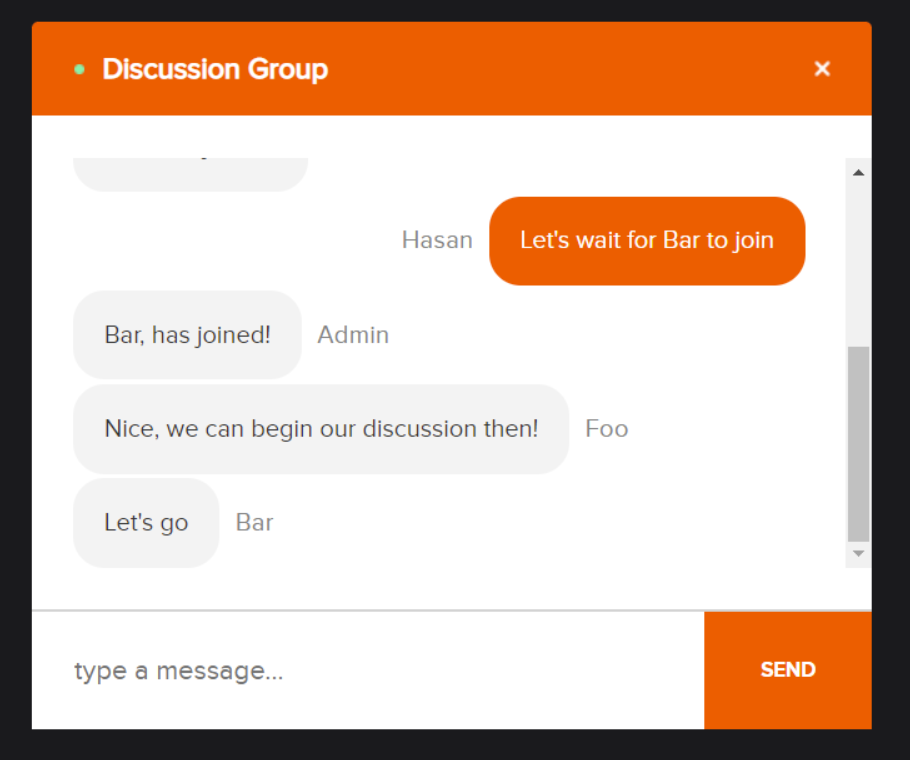 Discussion Group ×
Hasan Let's wait for Bar to join
Bar, has joined! Admin
Nice, we can begin our discussion then! Foo
Let's go Bar
type a message...
SEND